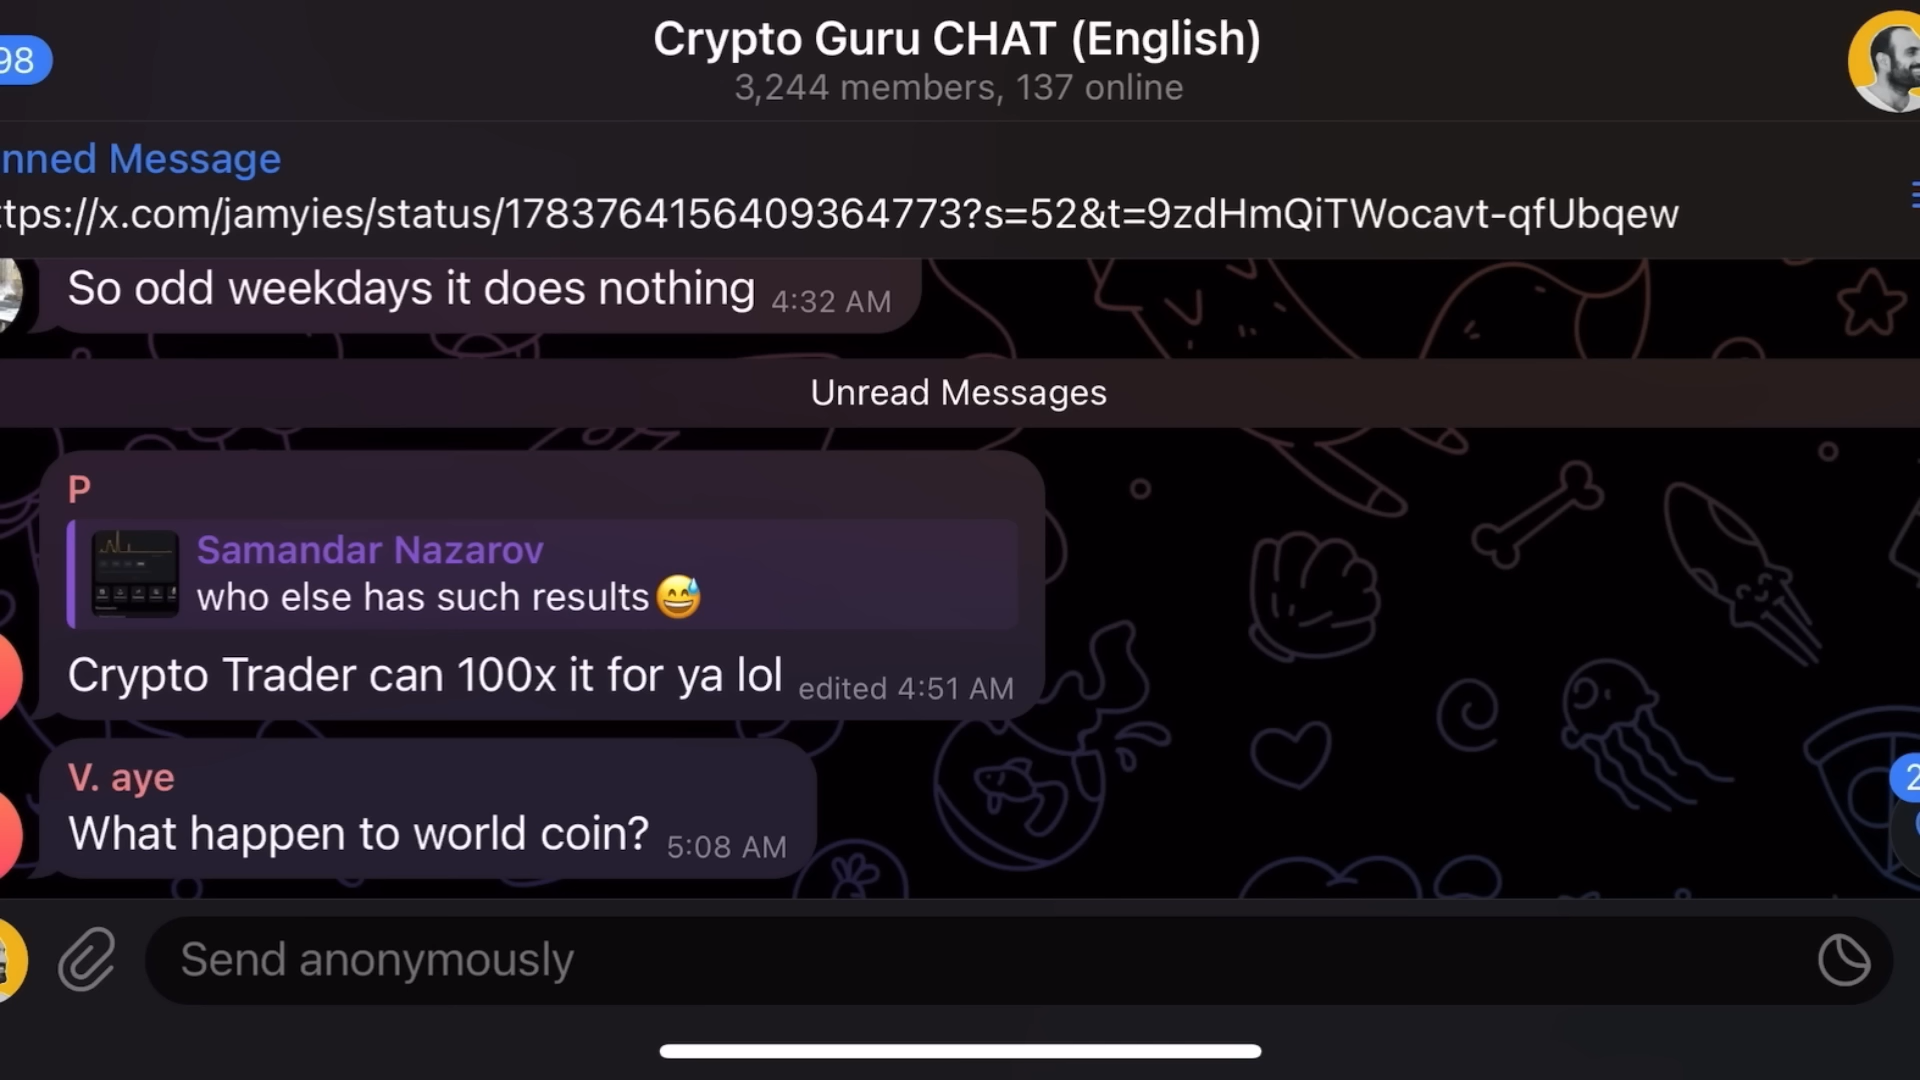 98
Crypto Guru CHAT (English)
3,244 members, 137 online
nned Message
ttps://x.com/jamyies/status/1783764156409364773?s=52&t=9zdHmQiTWocavt-qfUbqew
So odd weekdays it does nothing 4:32 AM
Unread Messages
P
Samandar Nazarov
who else has such results😅
Crypto Trader can 100x it for ya lol edited 4:51 AM
V. aye
2
What happen to world coin? 5:08 AM
Send anonymously